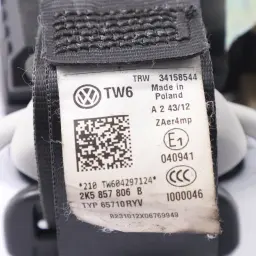 TRW 34158544
TW6
Made in
Poland
A 2 43/12
ZAer4mp
E1
040941
*210 TW604297124*
2K5 857 806 B
CCC
TYP 65710RYV
I000046